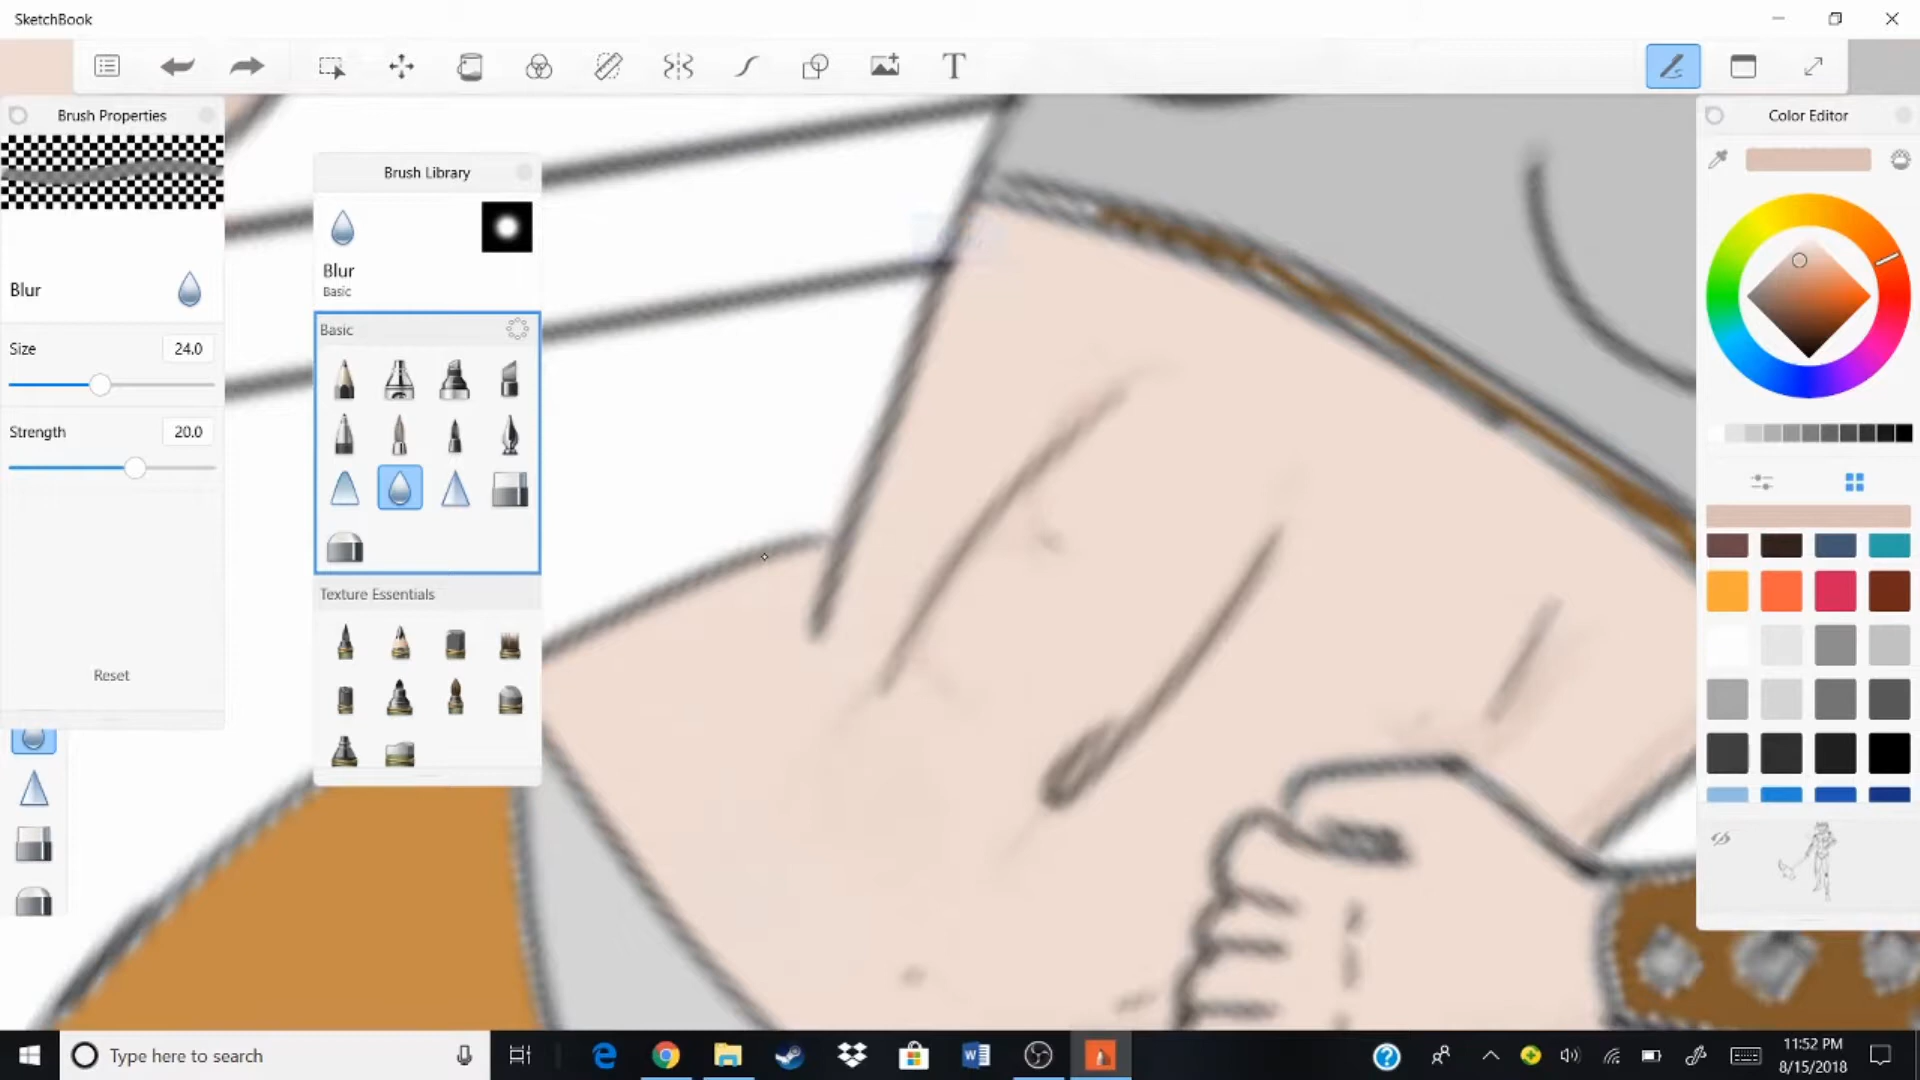 SketchBook
T
Brush Properties
Blur
Size
24.0
Strength
20.0
Reset
Brush Library
Blur
Basic
Basic
Texture Essentials
Color Editor
Type here to search
11:52 PM
8/15/2018